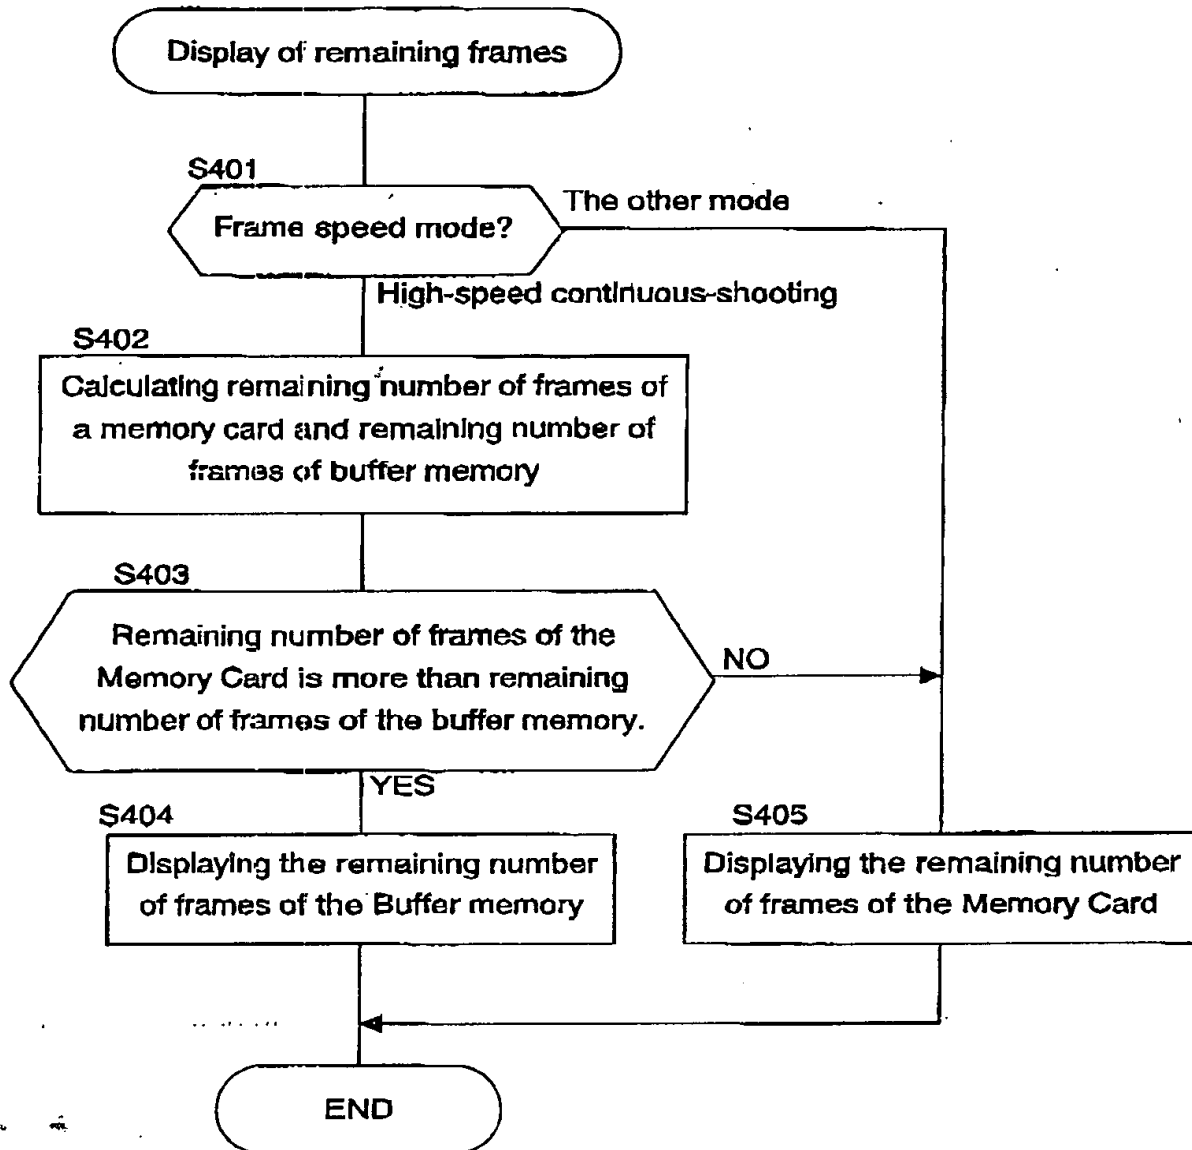 Display of remaining frames
S401
Frame speed mode?
The other mode
High-speed continuous-shooting
S402
Calculating remaining number of frames of
a memory card and remaining number of
frames of buffer memory
S403
Remaining number of frames of the
Memory Card is more than remaining
number of frames of the buffer memory.
NO
YES
S404
Displaying the remaining number
of frames of the Buffer memory
S405
Displaying the remaining number
of frames of the Memory Card
END